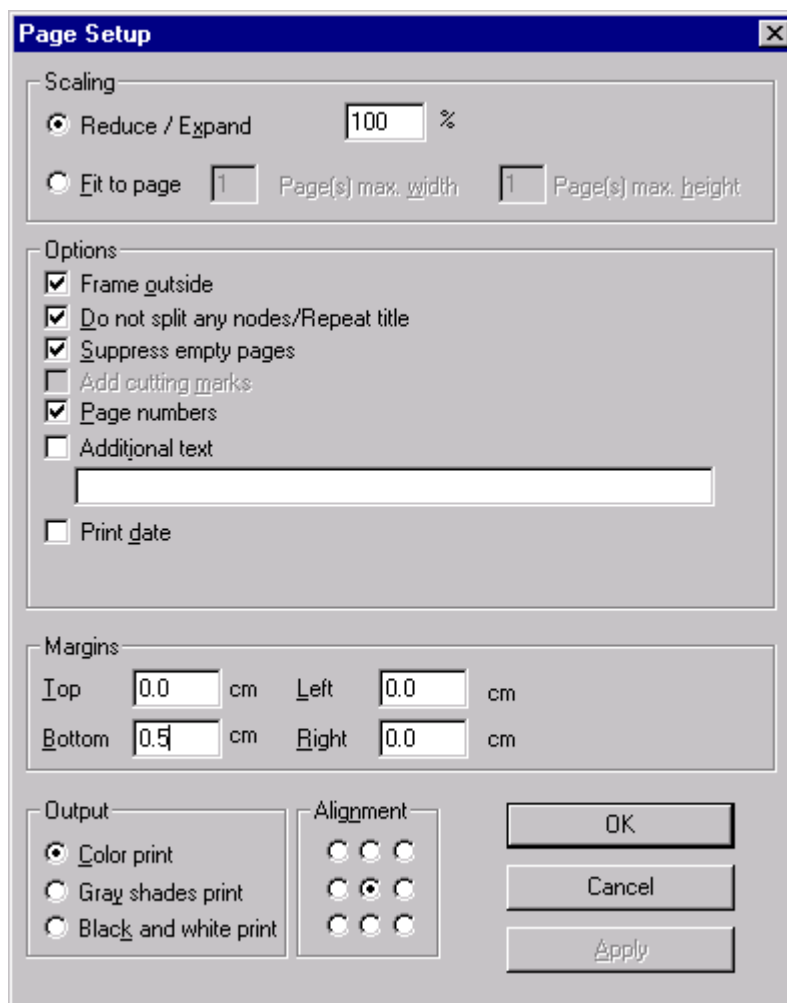 Page Setup
Scaling
Reduce / Expand 100 %
Fit to page 1 Page(s) max. width 1 Page(s) max. height
Options
Frame outside
Do not split any nodes/Repeat title
Suppress empty pages
Add cutting marks
Page numbers
Additional text
Print date
Margins
Top 0.0 cm Left 0.0 cm
Bottom 0.5 cm Right 0.0 cm
Output
Color print
Gray shades print
Black and white print
Alignment
OK
Cancel
Apply